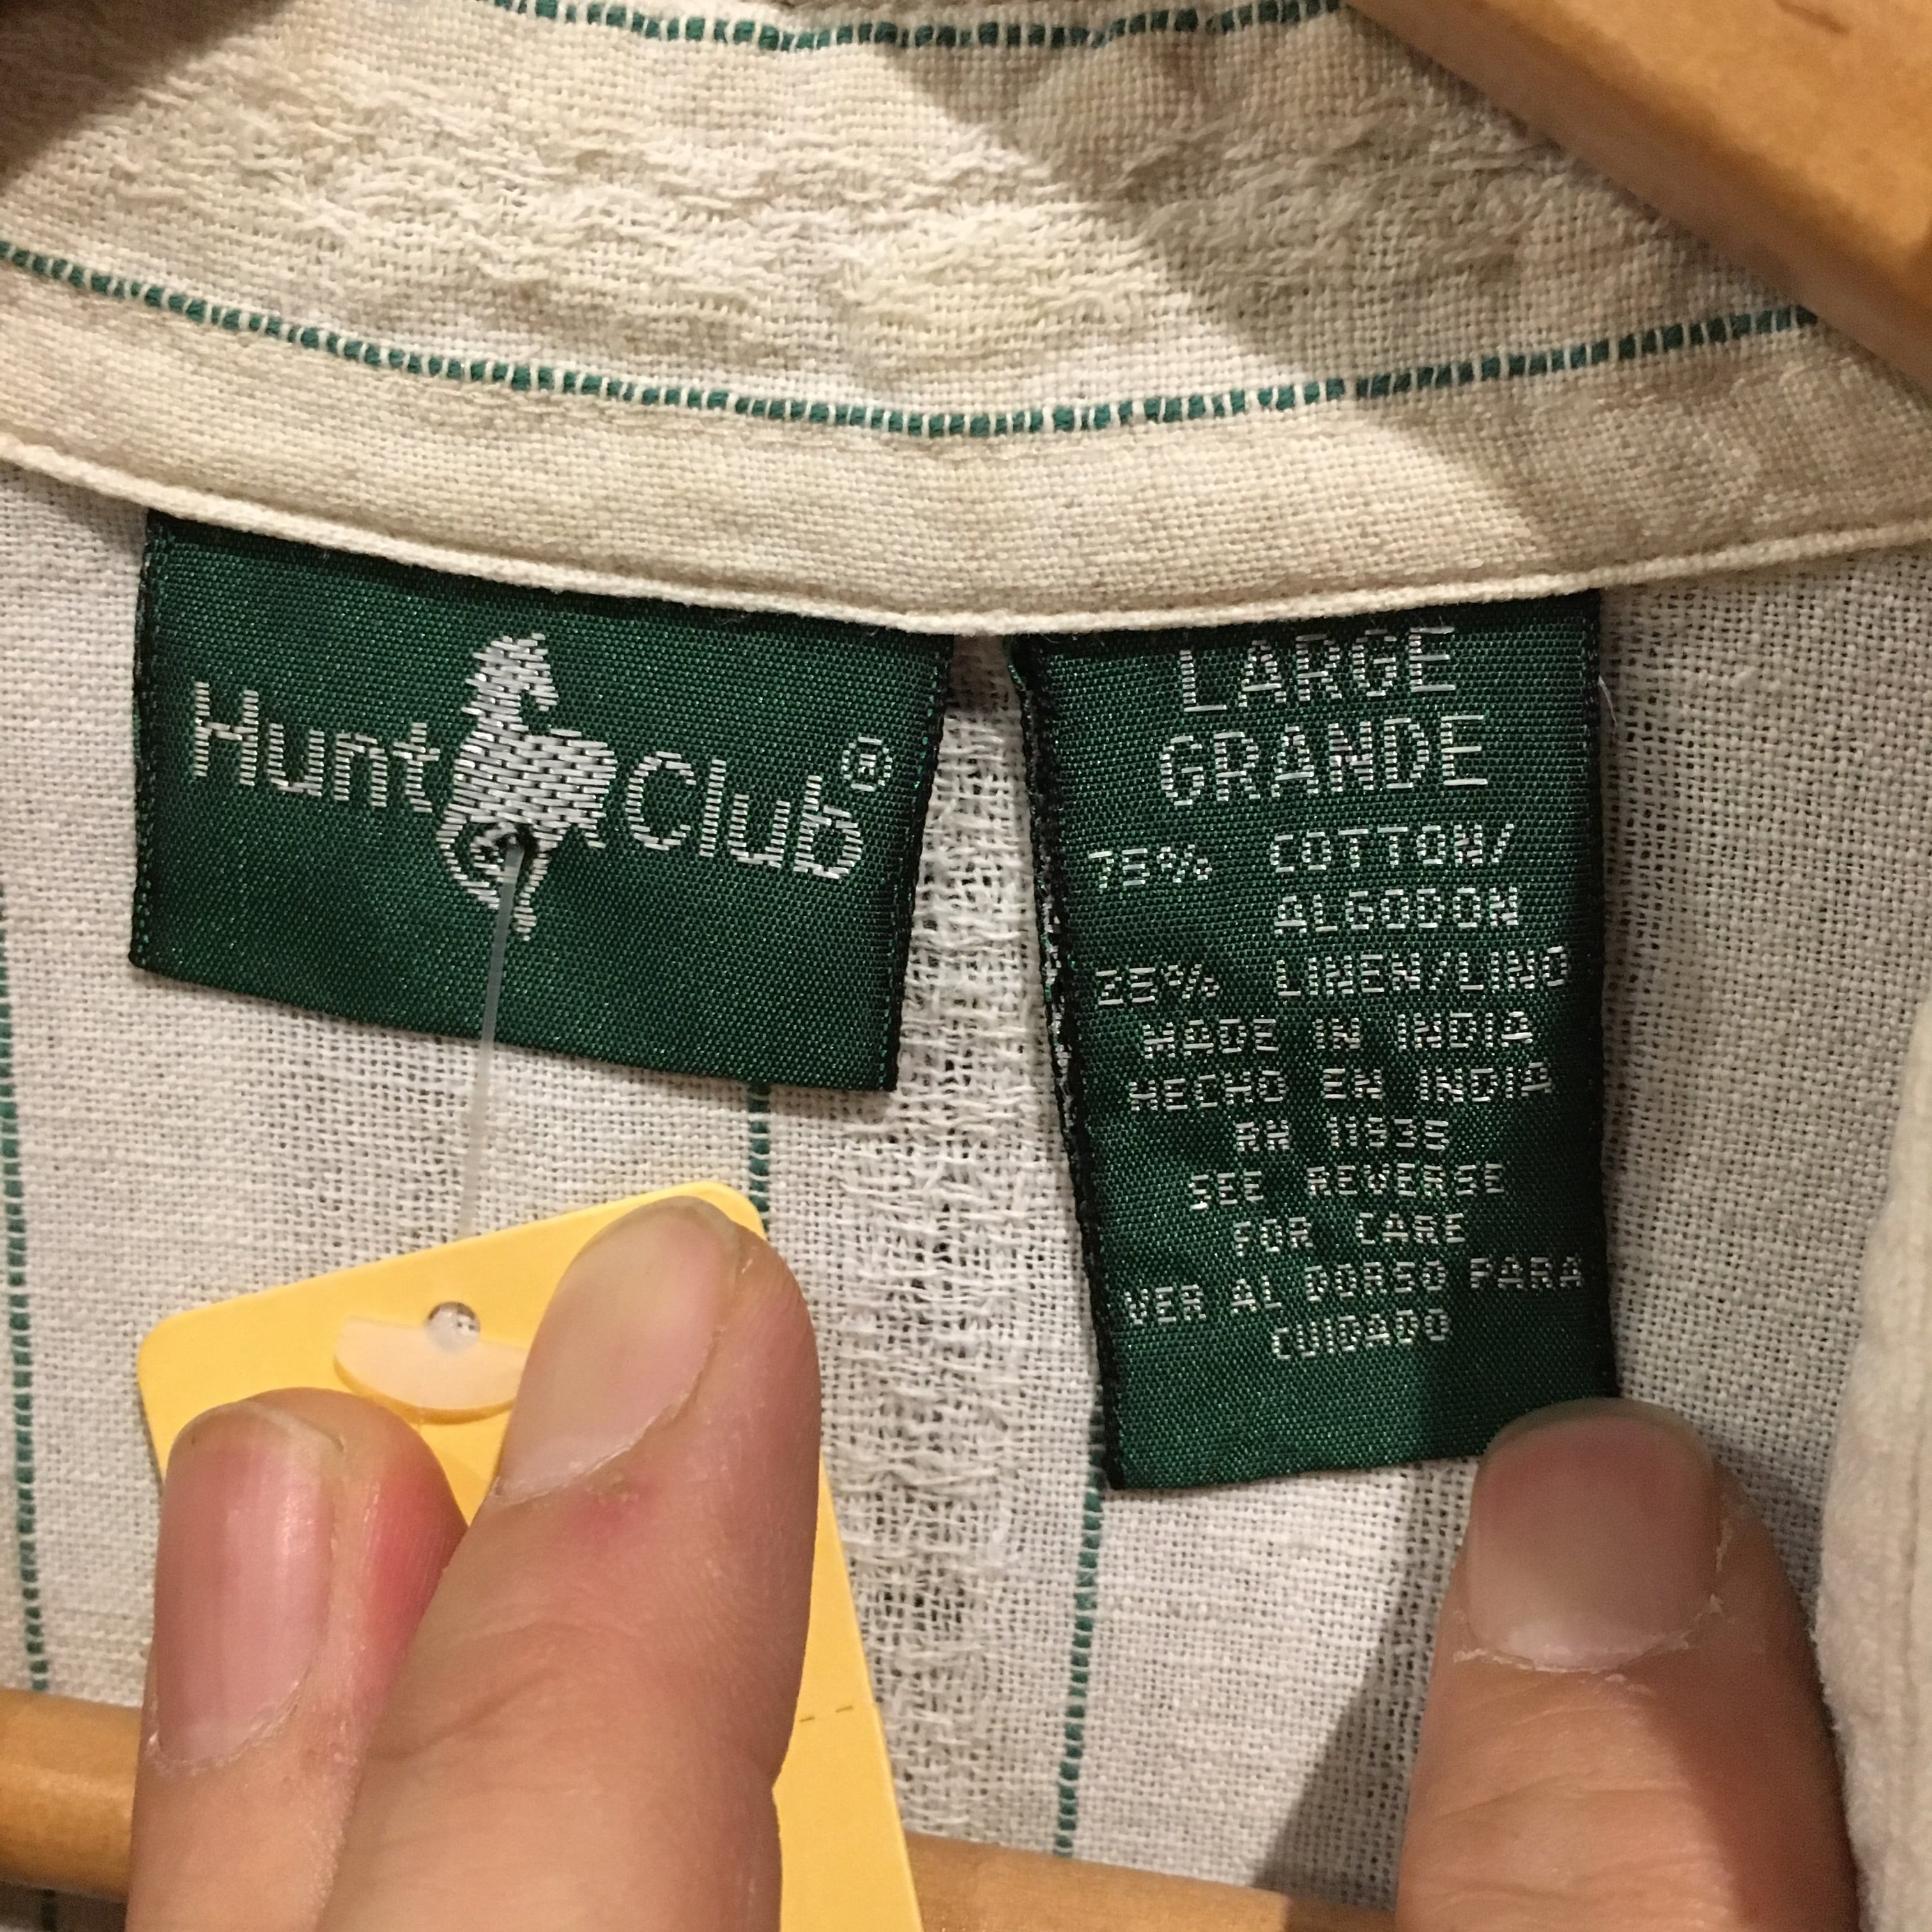 Hunt Club ®
LARGE
GRANDE
75% COTTON/
ALGODON
25% LINEN/LINO
MADE IN INDIA
HECHO EN INDIA
RN 11935
SEE REVERSE
FOR CARE
VER AL DORSO PARA
CUIDADO